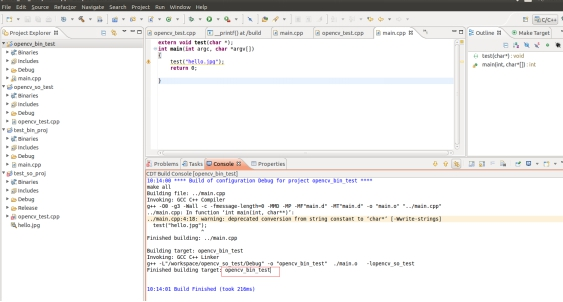 File Edit Source Refactor Navigate Search Project Run Window Help
C/C++
Project Explorer
opencv_bin_test
Binaries
Includes
Debug
main.cpp
opencv_so_test
Binaries
Includes
Debug
opencv_test.cpp
test_bin_proj
Binaries
Includes
Debug
main.cpp
test_so_proj
Binaries
Includes
Debug
Release
opencv_test.cpp
hello.jpg
opencv_test.cpp
__printf() at /build
main.cpp
opencv_test.cpp
main.cpp
extern void test(char *);
int main(int argc, char *argv[])
{
test("hello.jpg");
return 0;
}
Outline
Make Target
test(char*) : void
main(int, char*[]) : int
Problems Tasks Console Properties
CDT Build Console [opencv_bin_test]
10:14:00 **** Build of configuration Debug for project opencv_bin_test ****
make all
Building file: ../main.cpp
Invoking: GCC C++ Compiler
g++ -O0 -g3 -Wall -c -fmessage-length=0 -MMD -MP -MF"main.d" -MT"main.d" -o "main.o" "../main.cpp"
../main.cpp: In function 'int main(int, char**)':
../main.cpp:4:18: warning: deprecated conversion from string constant to 'char*' [-Wwrite-strings]
test("hello.jpg");
^
Finished building: ../main.cpp
Building target: opencv_bin_test
Invoking: GCC C++ Linker
g++ -L"/workspace/opencv_so_test/Debug" -o "opencv_bin_test" ./main.o -lopencv_so_test
Finished building target: opencv_bin_test
10:14:01 Build Finished (took 216ms)